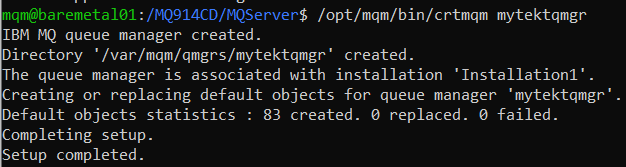 mqm@baremetal01:/MQ914CD/MQServer$ /opt/mqm/bin/crtmqm mytektqmgr
IBM MQ queue manager created.
Directory '/var/mqm/qmgrs/mytektqmgr' created.
The queue manager is associated with installation 'Installation1'.
Creating or replacing default objects for queue manager 'mytektqmgr'.
Default objects statistics : 83 created. 0 replaced. 0 failed.
Completing setup.
Setup completed.